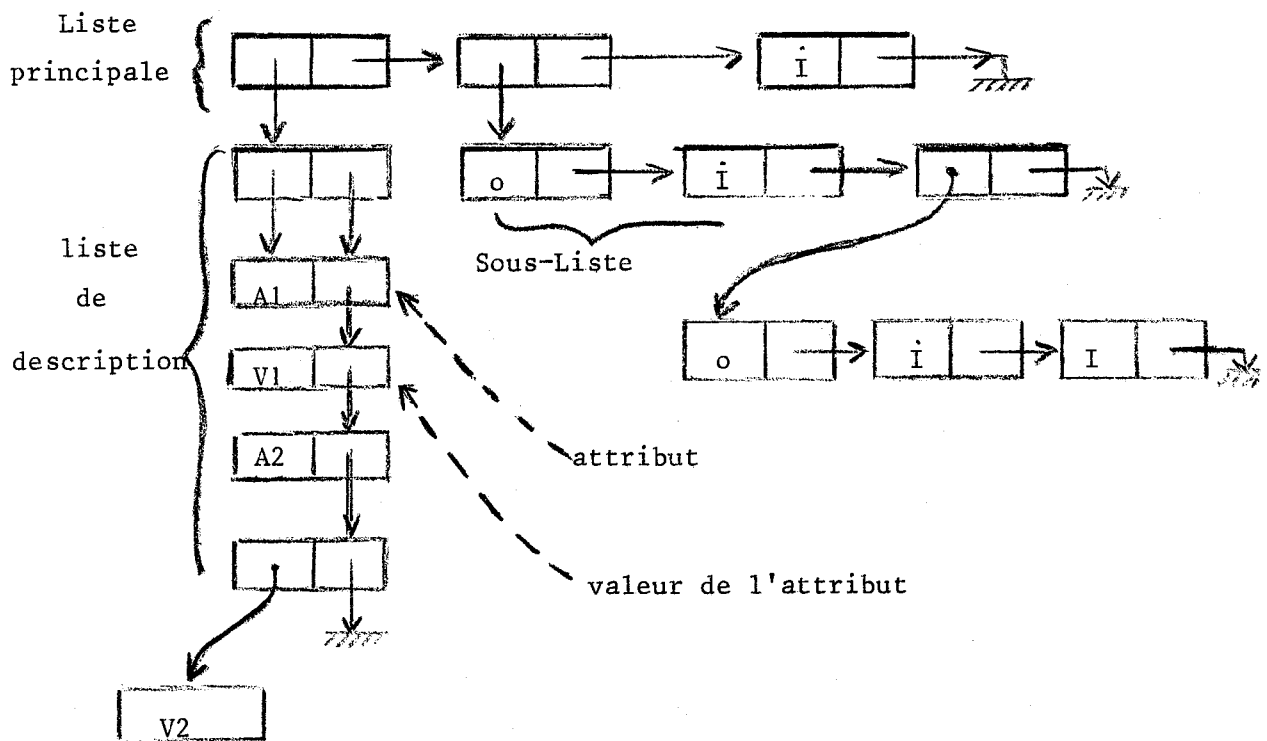 Liste
principale
İ
o
İ
Sous-Liste
liste
de
description
A1
V1
A2
o
İ
I
attribut
valeur de l'attribut
V2